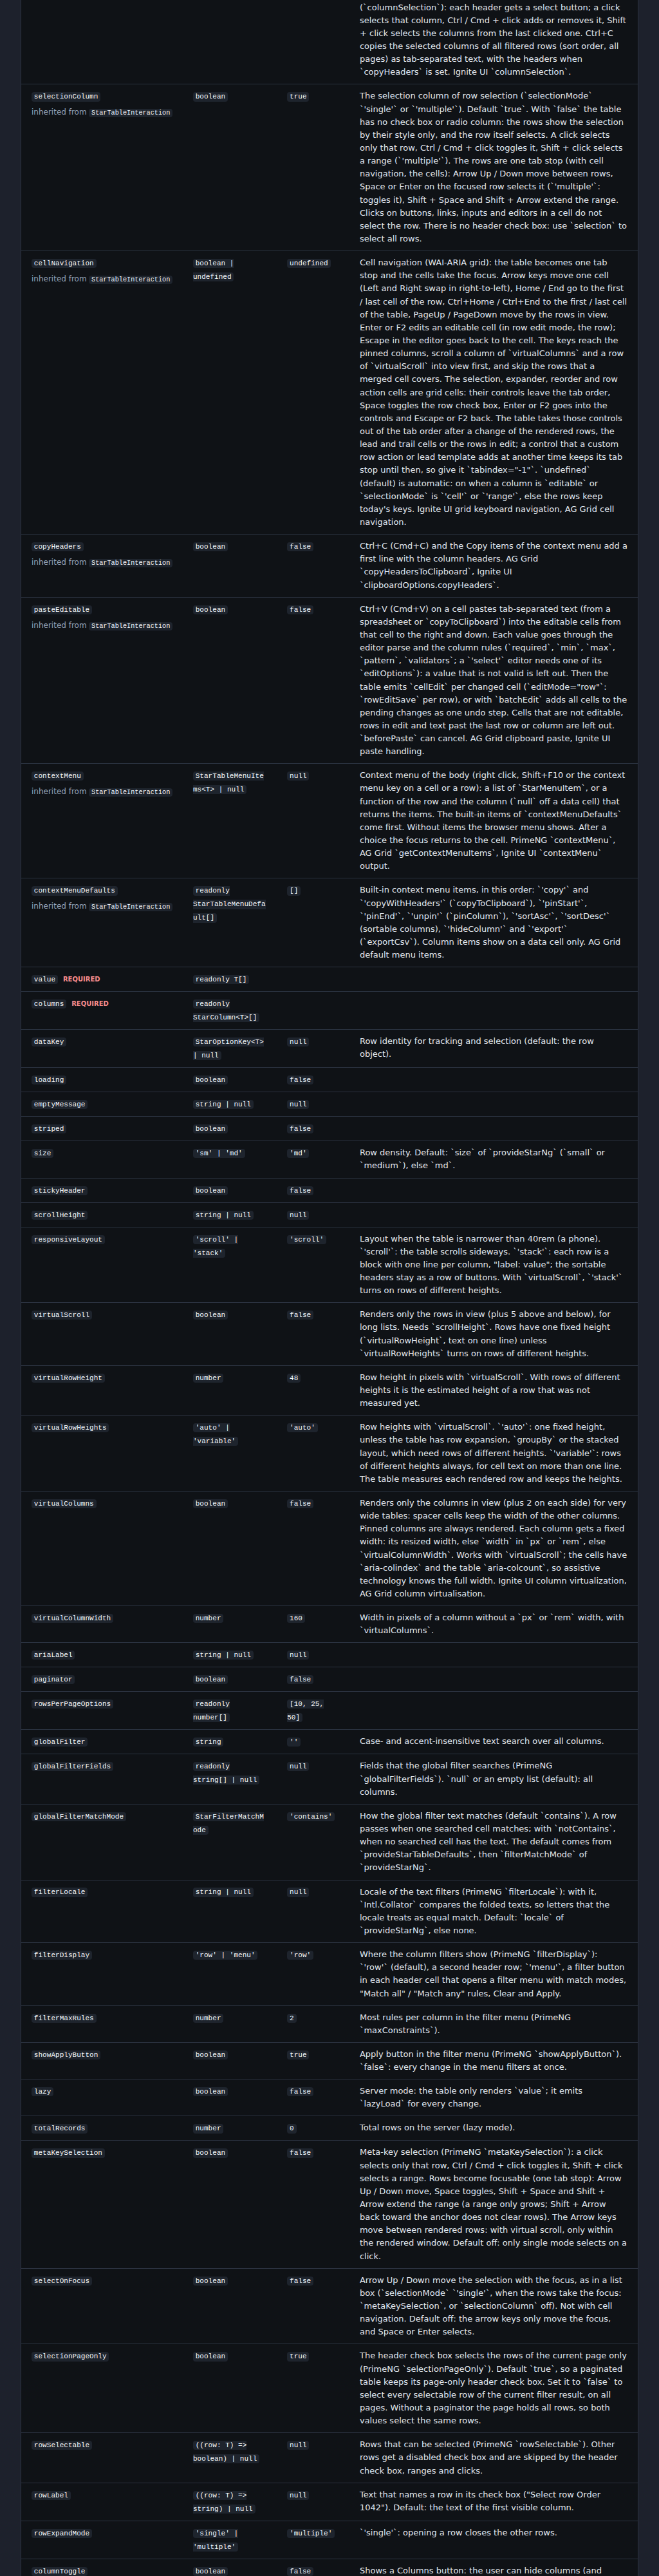 (`columnSelection`): each header gets a select button; a click
selects that column, Ctrl / Cmd + click adds or removes it, Shift
+ click selects the columns from the last clicked one. Ctrl+C
copies the selected columns of all filtered rows (sort order, all
pages) as tab-separated text, with the headers when
`copyHeaders` is set. Ignite UI `columnSelection`.
selectionColumn boolean true The selection column of row selection (`selectionMode`
inherited from StarTableInteraction `'single'` or `'multiple'`). Default `true`. With `false` the table
has no check box or radio column: the rows show the selection
by their style only, and the row itself selects. A click selects
only that row, Ctrl / Cmd + click toggles it, Shift + click selects
a range (`'multiple'`). The rows are one tab stop (with cell
navigation, the cells): Arrow Up / Down move between rows,
Space or Enter on the focused row selects it (`'multiple'`:
toggles it), Shift + Space and Shift + Arrow extend the range.
Clicks on buttons, links, inputs and editors in a cell do not
select the row. There is no header check box: use `selection` to
select all rows.
cellNavigation boolean | undefined Cell navigation (WAI-ARIA grid): the table becomes one tab
inherited from StarTableInteraction undefined stop and the cells take the focus. Arrow keys move one cell
(Left and Right swap in right-to-left), Home / End go to the first
/ last cell of the row, Ctrl+Home / Ctrl+End to the first / last cell
of the table, PageUp / PageDown move by the rows in view.
Enter or F2 edits an editable cell (in row edit mode, the row);
Escape in the editor goes back to the cell. The keys reach the
pinned columns, scroll a column of `virtualColumns` and a row
of `virtualScroll` into view first, and skip the rows that a
merged cell covers. The selection, expander, reorder and row
action cells are grid cells: their controls leave the tab order,
Space toggles the row check box, Enter or F2 goes into the
controls and Escape or F2 back. The table takes those controls
out of the tab order after a change of the rendered rows, the
lead and trail cells or the rows in edit; a control that a custom
row action or lead template adds at another time keeps its tab
stop until then, so give it `tabindex="-1"`. `undefined`
(default) is automatic: on when a column is `editable` or
`selectionMode` is `'cell'` or `'range'`, else the rows keep
today's keys. Ignite UI grid keyboard navigation, AG Grid cell
navigation.
copyHeaders boolean false Ctrl+C (Cmd+C) and the Copy items of the context menu add a
inherited from StarTableInteraction first line with the column headers. AG Grid
`copyHeadersToClipboard`, Ignite UI
`clipboardOptions.copyHeaders`.
pasteEditable boolean false Ctrl+V (Cmd+V) on a cell pastes tab-separated text (from a
inherited from StarTableInteraction spreadsheet or `copyToClipboard`) into the editable cells from
that cell to the right and down. Each value goes through the
editor parse and the column rules (`required`, `min`, `max`,
`pattern`, `validators`; a `'select'` editor needs one of its
`editOptions`): a value that is not valid is left out. Then the
table emits `cellEdit` per changed cell (`editMode="row"`:
`rowEditSave` per row), or with `batchEdit` adds all cells to the
pending changes as one undo step. Cells that are not editable,
rows in edit and text past the last row or column are left out.
`beforePaste` can cancel. AG Grid clipboard paste, Ignite UI
paste handling.
contextMenu StarTableMenuIte null Context menu of the body (right click, Shift+F10 or the context
inherited from StarTableInteraction ms<T> | null menu key on a cell or a row): a list of `StarMenuItem`, or a
function of the row and the column (`null` off a data cell) that
returns the items. The built-in items of `contextMenuDefaults`
come first. Without items the browser menu shows. After a
choice the focus returns to the cell. PrimeNG `contextMenu`,
AG Grid `getContextMenuItems`, Ignite UI `contextMenu`
output.
contextMenuDefaults readonly [] Built-in context menu items, in this order: `'copy'` and
inherited from StarTableInteraction StarTableMenuDefa `'copyWithHeaders'` (`copyToClipboard`), `'pinStart'`,
ult[] `'pinEnd'`, `'unpin'` (`pinColumn`), `'sortAsc'`, `'sortDesc'`
(sortable columns), `'hideColumn'` and `'export'`
(`exportCsv`). Column items show on a data cell only. AG Grid
default menu items.
value REQUIRED readonly T[]
columns REQUIRED readonly
StarColumn<T>[]
dataKey StarOptionKey<T> null Row identity for tracking and selection (default: the row
| null object).
loading boolean false
emptyMessage string | null null
striped boolean false
size 'sm' | 'md' 'md' Row density. Default: `size` of `provideStarNg` (`small` or
`medium`), else `md`.
stickyHeader boolean false
scrollHeight string | null null
responsiveLayout 'scroll' | 'scroll' Layout when the table is narrower than 40rem (a phone).
'stack' `'scroll'`: the table scrolls sideways. `'stack'`: each row is a
block with one line per column, "label: value"; the sortable
headers stay as a row of buttons. With `virtualScroll`, `'stack'`
turns on rows of different heights.
virtualScroll boolean false Renders only the rows in view (plus 5 above and below), for
long lists. Needs `scrollHeight`. Rows have one fixed height
(`virtualRowHeight`, text on one line) unless
`virtualRowHeights` turns on rows of different heights.
virtualRowHeight number 48 Row height in pixels with `virtualScroll`. With rows of different
heights it is the estimated height of a row that was not
measured yet.
virtualRowHeights 'auto' | 'auto' Row heights with `virtualScroll`. `'auto'`: one fixed height,
'variable' unless the table has row expansion, `groupBy` or the stacked
layout, which need rows of different heights. `'variable'`: rows
of different heights always, for cell text on more than one line.
The table measures each rendered row and keeps the heights.
virtualColumns boolean false Renders only the columns in view (plus 2 on each side) for very
wide tables: spacer cells keep the width of the other columns.
Pinned columns are always rendered. Each column gets a fixed
width: its resized width, else `width` in `px` or `rem`, else
`virtualColumnWidth`. Works with `virtualScroll`; the cells have
`aria-colindex` and the table `aria-colcount`, so assistive
technology knows the full width. Ignite UI column virtualization,
AG Grid column virtualisation.
virtualColumnWidth number 160 Width in pixels of a column without a `px` or `rem` width, with
`virtualColumns`.
ariaLabel string | null null
paginator boolean false
rowsPerPageOptions readonly [10, 25,
number[] 50]
globalFilter string '' Case- and accent-insensitive text search over all columns.
globalFilterFields readonly null Fields that the global filter searches (PrimeNG
string[] | null `globalFilterFields`). `null` or an empty list (default): all
columns.
globalFilterMatchMode StarFilterMatchM 'contains' How the global filter text matches (default `contains`). A row
ode passes when one searched cell matches; with `notContains`,
when no searched cell has the text. The default comes from
`provideStarTableDefaults`, then `filterMatchMode` of
`provideStarNg`.
filterLocale string | null null Locale of the text filters (PrimeNG `filterLocale`): with it,
`Intl.Collator` compares the folded texts, so letters that the
locale treats as equal match. Default: `locale` of
`provideStarNg`, else none.
filterDisplay 'row' | 'menu' 'row' Where the column filters show (PrimeNG `filterDisplay`):
`'row'` (default), a second header row; `'menu'`, a filter button
in each header cell that opens a filter menu with match modes,
"Match all" / "Match any" rules, Clear and Apply.
filterMaxRules number 2 Most rules per column in the filter menu (PrimeNG
`maxConstraints`).
showApplyButton boolean true Apply button in the filter menu (PrimeNG `showApplyButton`).
`false`: every change in the menu filters at once.
lazy boolean false Server mode: the table only renders `value`; it emits
`lazyLoad` for every change.
totalRecords number 0 Total rows on the server (lazy mode).
metaKeySelection boolean false Meta-key selection (PrimeNG `metaKeySelection`): a click
selects only that row, Ctrl / Cmd + click toggles it, Shift + click
selects a range. Rows become focusable (one tab stop): Arrow
Up / Down move, Space toggles, Shift + Space and Shift +
Arrow extend the range (a range only grows; Shift + Arrow
back toward the anchor does not clear rows). The Arrow keys
move between rendered rows: with virtual scroll, only within
the rendered window. Default off: only single mode selects on a
click.
selectOnFocus boolean false Arrow Up / Down move the selection with the focus, as in a list
box (`selectionMode` `'single'`, when the rows take the focus:
`metaKeySelection`, or `selectionColumn` off). Not with cell
navigation. Default off: the arrow keys only move the focus,
and Space or Enter selects.
selectionPageOnly boolean true The header check box selects the rows of the current page only
(PrimeNG `selectionPageOnly`). Default `true`, so a paginated
table keeps its page-only header check box. Set it to `false` to
select every selectable row of the current filter result, on all
pages. Without a paginator the page holds all rows, so both
values select the same rows.
rowSelectable ((row: T) => null Rows that can be selected (PrimeNG `rowSelectable`). Other
boolean) | null rows get a disabled check box and are skipped by the header
check box, ranges and clicks.
rowLabel ((row: T) => null Text that names a row in its check box ("Select row Order
string) | null 1042"). Default: the text of the first visible column.
rowExpandMode 'single' | 'multiple' `'single'`: opening a row closes the other rows.
'multiple'
columnToggle boolean false Shows a Columns button: the user can hide columns (and